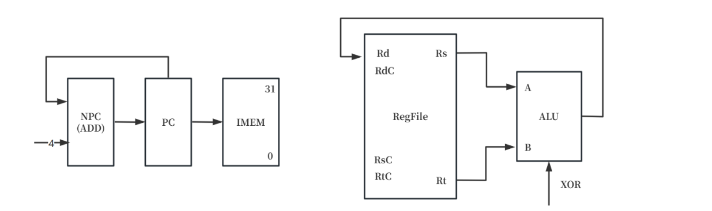 4
NPC
(ADD)
PC
31
IMEM
0
Rd
Rs
RdC
RegFile
RsC
RtC
Rt
A
ALU
B
XOR